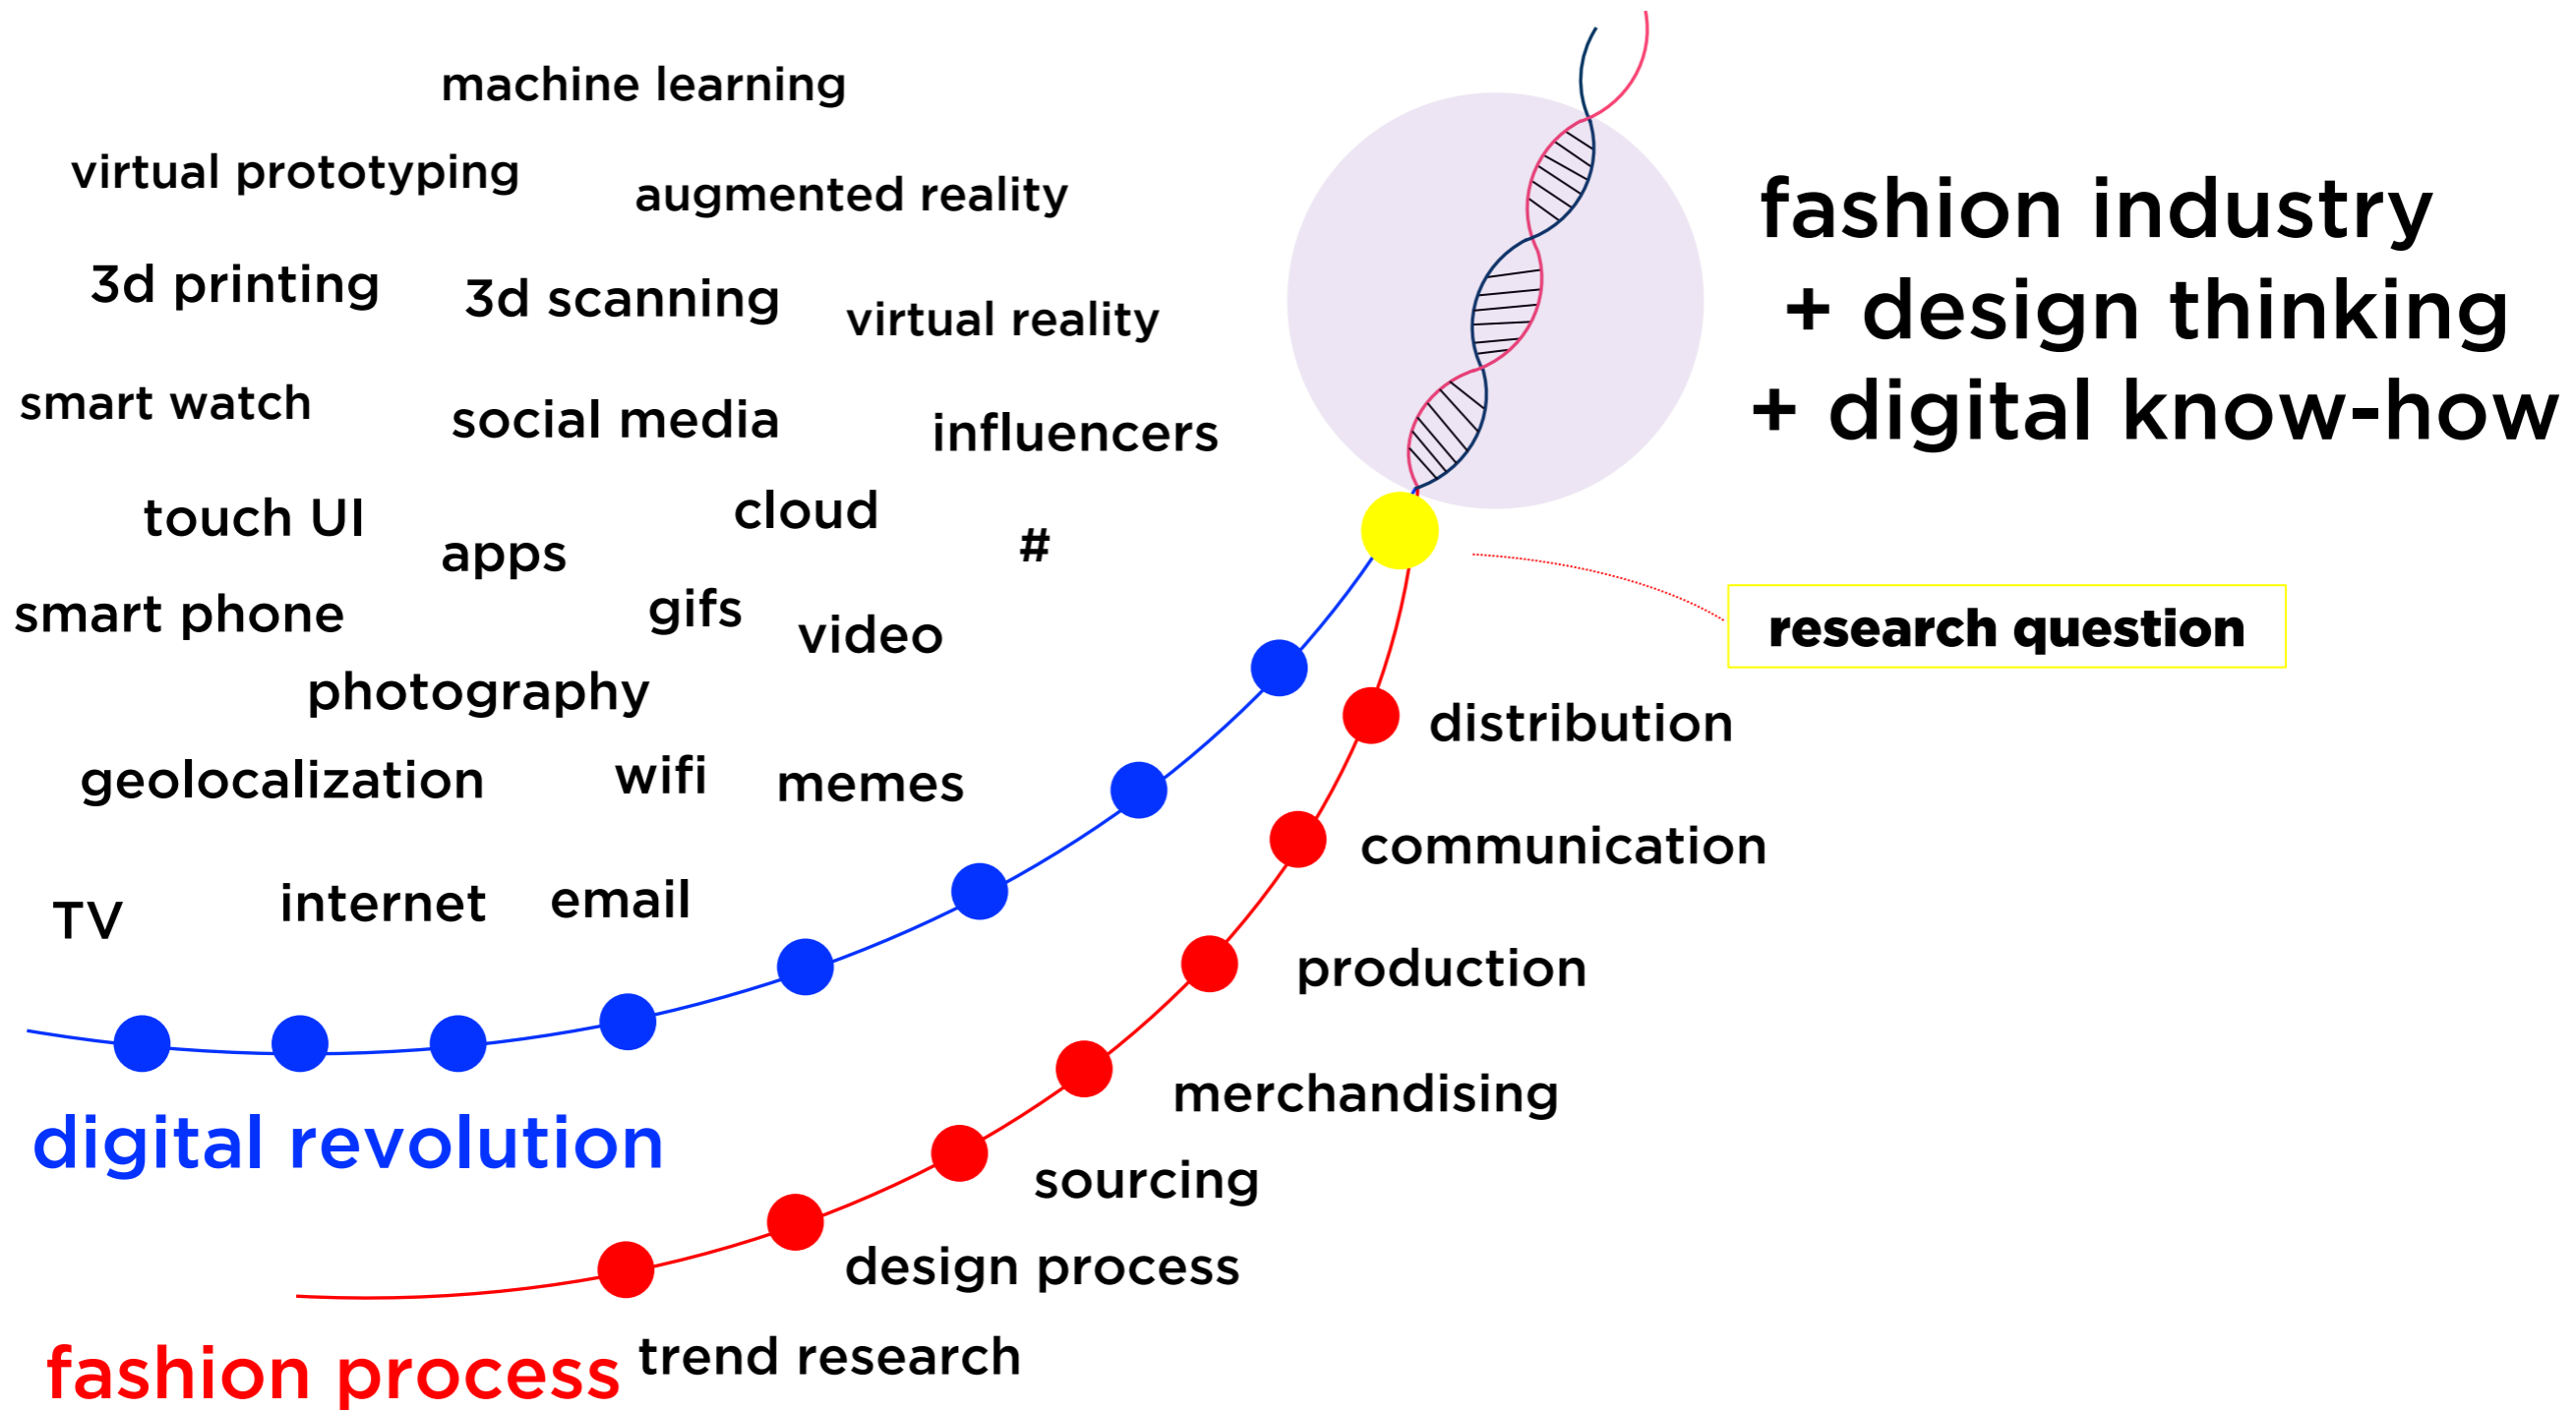 machine learning
virtual prototyping
augmented reality
3d printing
3d scanning
virtual reality
smart watch
social media
influencers
touch UI
apps
cloud
#
smart phone
gifs
video
photography
geolocalization
wifi
memes
TV
internet
email
digital revolution
fashion industry
+ design thinking
+ digital know-how
research question
distribution
communication
production
merchandising
sourcing
design process
trend research
fashion process